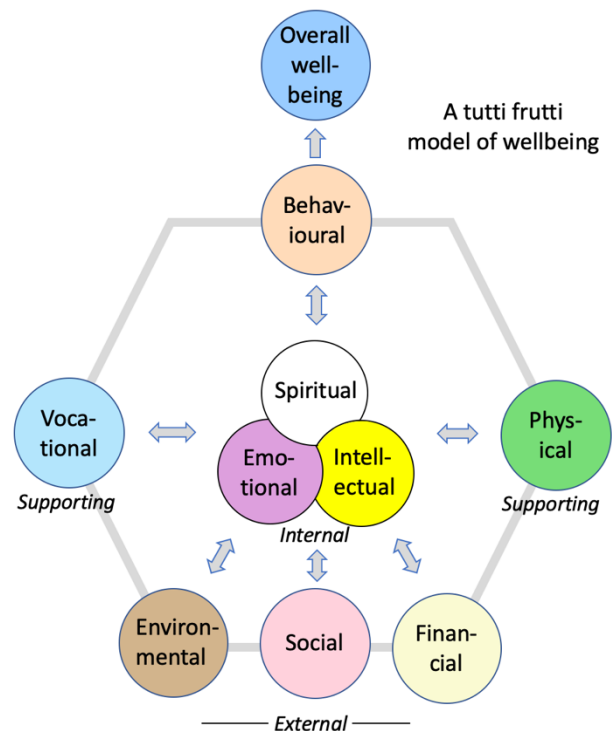 Overall
well-
being
A tutti frutti
model of wellbeing
Behav-
ioural
Spiritual
Voca-
tional
Supporting
Emo-
tional
Intell-
ectual
Internal
Phys-
ical
Supporting
Environ-
mental
Social
Finan-
cial
External